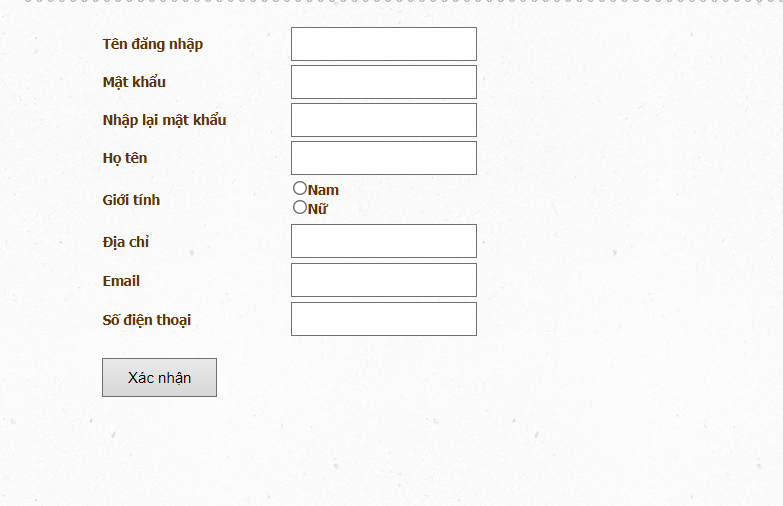 Tên đăng nhập
Mật khẩu
Nhập lại mật khẩu
Họ tên
Nam
Giới tính
Nữ
Địa chỉ
Email
Số điện thoại
Xác nhận